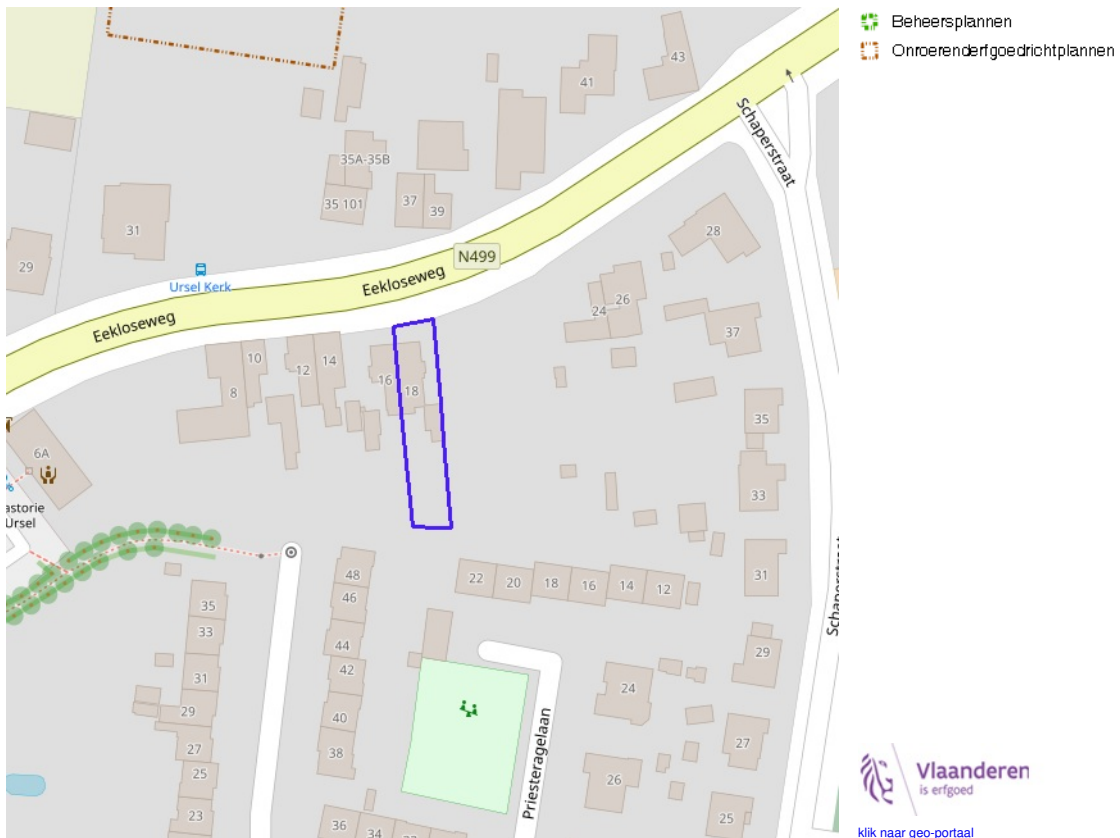 Beheersplannen
Onroerenderfgoedrichtplannen
43
41
35A-35B
35 101
37
39
31
29
Schaperstraat
N499
28
Ursel Kerk
Eekloseweg
Eekloseweg
24
26
37
10
8
12
14
16
18
35
6A
33
astorie
Ursel
48
46
22
20
18
16
14
12
31
Schaperstraat
35
33
44
42
29
31
24
29
40
27
38
27
25
Priesteragelaan
26
23
36
34
25
Vlaanderen
is erfgoed
klik naar geo-portaal